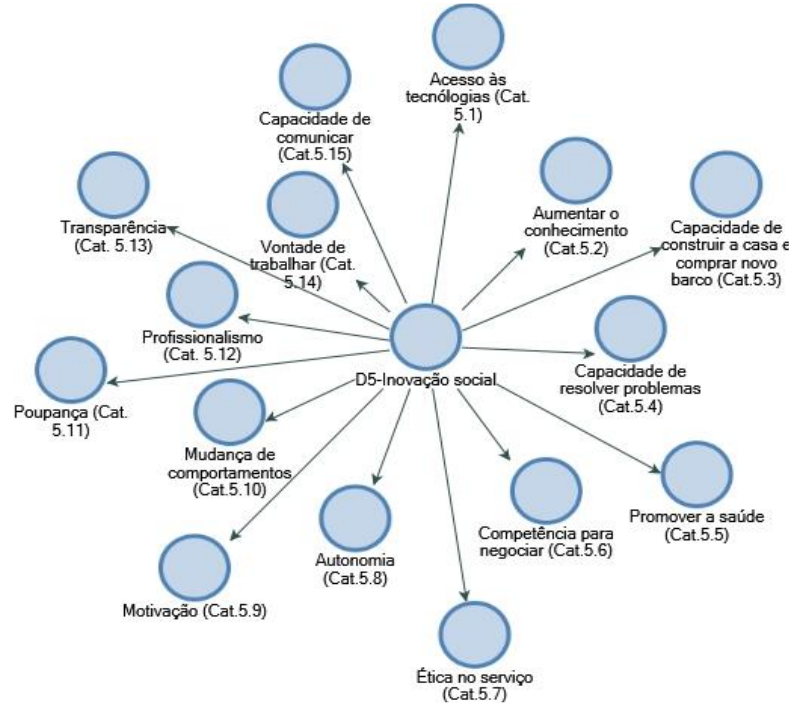 Acesso às
tecnólogias (Cat.
5.1)
Capacidade de
comunicar
(Cat.5.15)
Transparência
(Cat. 5.13)
Vontade de
trabalhar (Cat.
5.14)
Aumentar o
conhecimento
(Cat.5.2)
Capacidade de
construir a casa e
comprar novo
barco (Cat.5.3)
Profissionalismo
(Cat. 5.12)
D5-Inovação social
Capacidade de
resolver problemas
(Cat.5.4)
Poupança (Cat.
5.11)
Mudança de
comportamentos
(Cat.5.10)
Promover a saúde
(Cat.5.5)
Competência para
negociar (Cat.5.6)
Autonomia
(Cat.5.8)
Motivação (Cat.5.9)
Ética no serviço
(Cat.5.7)